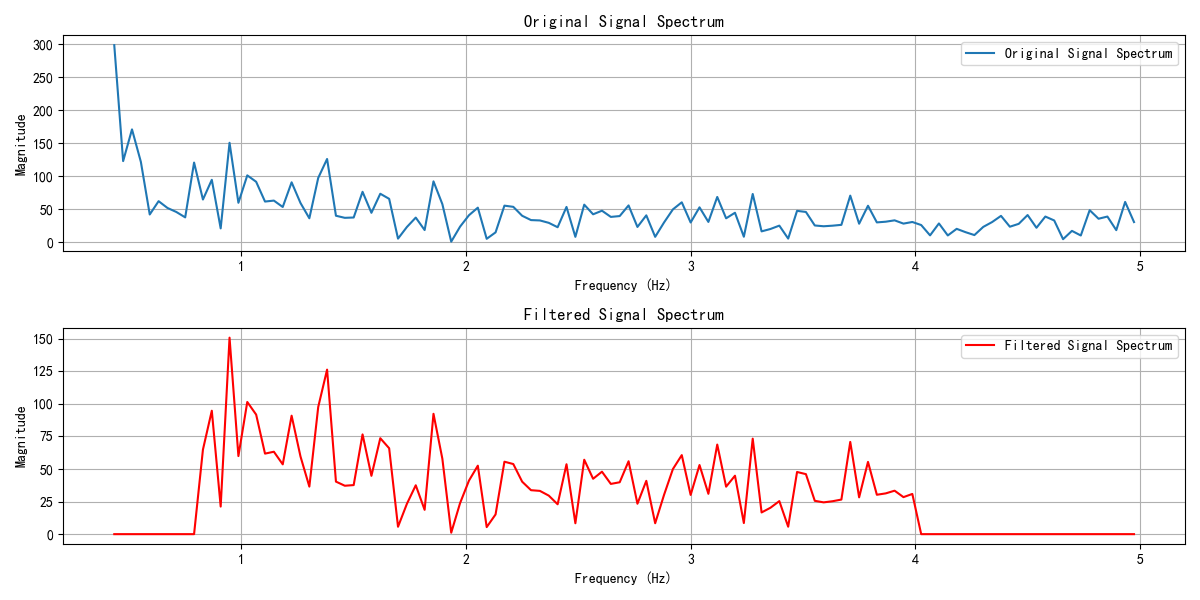 Original Signal Spectrum
300
250
200
150
100
50
0
Magnitude
Original Signal Spectrum
1 2 3 4 5
Frequency (Hz)
Filtered Signal Spectrum
150
125
100
75
50
25
0
Magnitude
Filtered Signal Spectrum
1 2 3 4 5
Frequency (Hz)